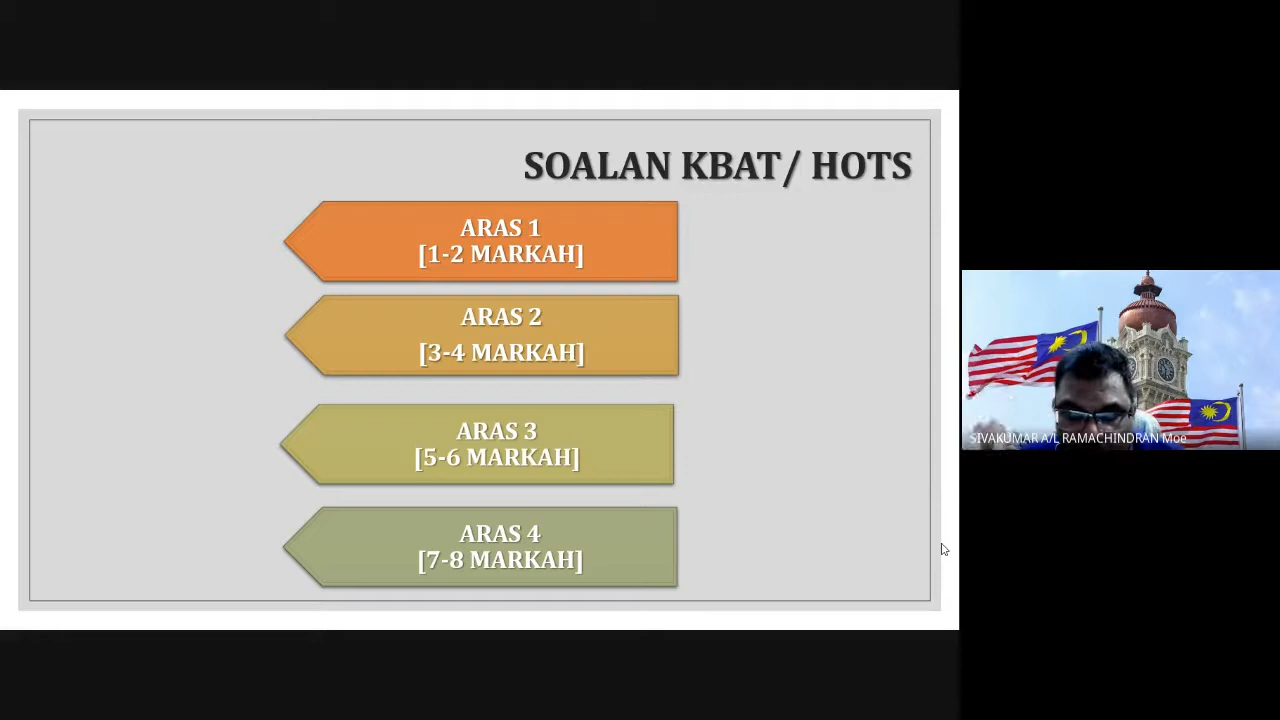 SOALAN KBAT/ HOTS
ARAS 1
[1-2 MARKAH]
ARAS 2
[3-4 MARKAH]
ARAS 3
[5-6 MARKAH]
ARAS 4
[7-8 MARKAH]
SIVAKUMAR A/L RAMACHINDRAN Moe